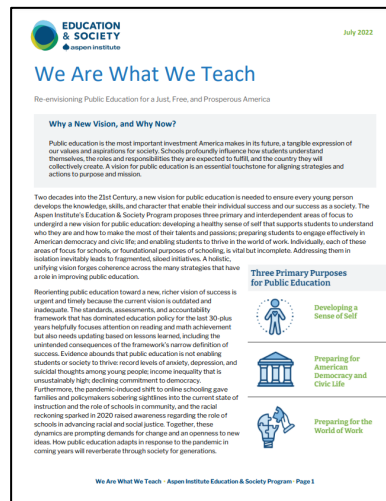 EDUCATION
& SOCIETY
aspen institute
July 2022
We Are What We Teach
Re-envisioning Public Education for a Just, Free, and Prosperous America
Why a New Vision, and Why Now?
Public education is the most important investment America makes in its future, a tangible expression of
our values and aspirations for society. Schools profoundly influence how students understand
themselves, the roles and responsibilities they are expected to fulfill, and the country they will
collectively create. A vision for public education is an essential touchstone for aligning strategies and
actions to purpose and mission.
Two decades into the 21st Century, a new vision for public education is needed to ensure every young person
develops the knowledge, skills, and character that enable their individual success and our success as a society. The
Aspen Institute's Education & Society Program proposes three primary and interdependent areas of focus to
undergird a new vision for public education: developing a healthy sense of self that supports students to understand
who they are and how to make the most of their talents and passions; preparing students to engage effectively in
American democracy and civic life; and enabling students to thrive in the world of work. Individually, each of these
areas of focus for schools, or foundational purposes of schooling, is vital but incomplete. Addressing them in
isolation inevitably leads to fragmented, siloed initiatives. A holistic,
unifying vision forges coherence across the many strategies that have
a role in improving public education.
Reorienting public education toward a new, richer vision of success is
urgent and timely because the current vision is outdated and
inadequate. The standards, assessments, and accountability
framework that has dominated education policy for the last 30-plus
years helpfully focuses attention on reading and math achievement
but also needs updating based on lessons learned, including the
unintended consequences of the framework's narrow definition of
success. Evidence abounds that public education is not enabling
students or society to thrive: record levels of anxiety, depression, and
suicidal thoughts among young people; income inequality that is
unsustainably high; declining commitment to democracy.
Furthermore, the pandemic-induced shift to online schooling gave
families and policymakers sobering sightlines into the current state of
instruction and the role of schools in community, and the racial
reckoning sparked in 2020 raised awareness regarding the role of
schools in advancing racial and social justice. Together, these
dynamics are prompting demands for change and an openness to new
ideas. How public education adapts in response to the pandemic in
coming years will reverberate through society for generations.
Three Primary Purposes
for Public Education
Developing a
Sense of Self
Preparing for
American
Democracy and
Civic Life
Preparing for the
World of Work
We Are What We Teach - Aspen Institute Education & Society Program - Page 1